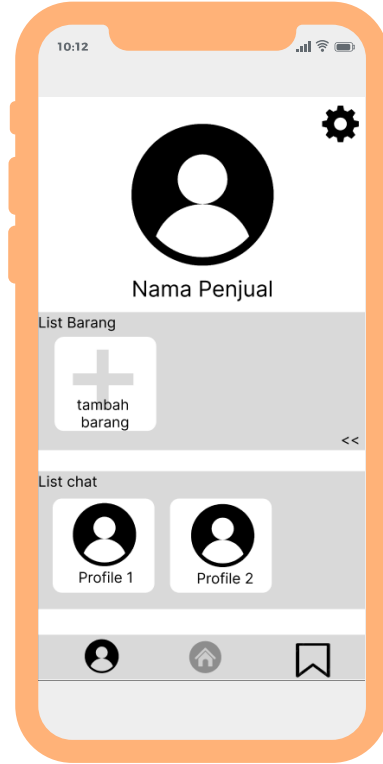 10:12
Nama Penjual
List Barang
tambah
barang
<<
List chat
Profile 1
Profile 2